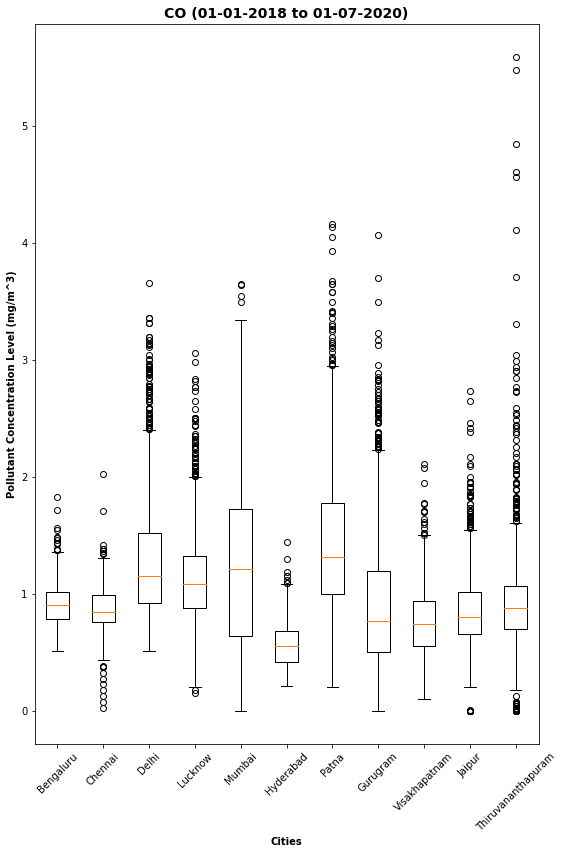 CO (01-01-2018 to 01-07-2020)
Pollutant Concentration Level (mg/m^3)
5
4
3
2
1
0
Bengaluru
Chennai
Delhi
Lucknow
Mumbai
Hyderabad
Patna
Gurugram
Visakhapatnam
Jaipur
Thiruvananthapuram
Cities